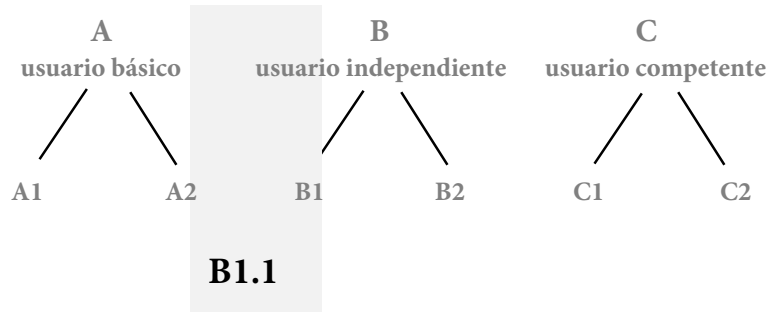 A B C
usuario básico usuario independiente usuario competente
A1 A2 B1 B2 C1 C2
B1.1